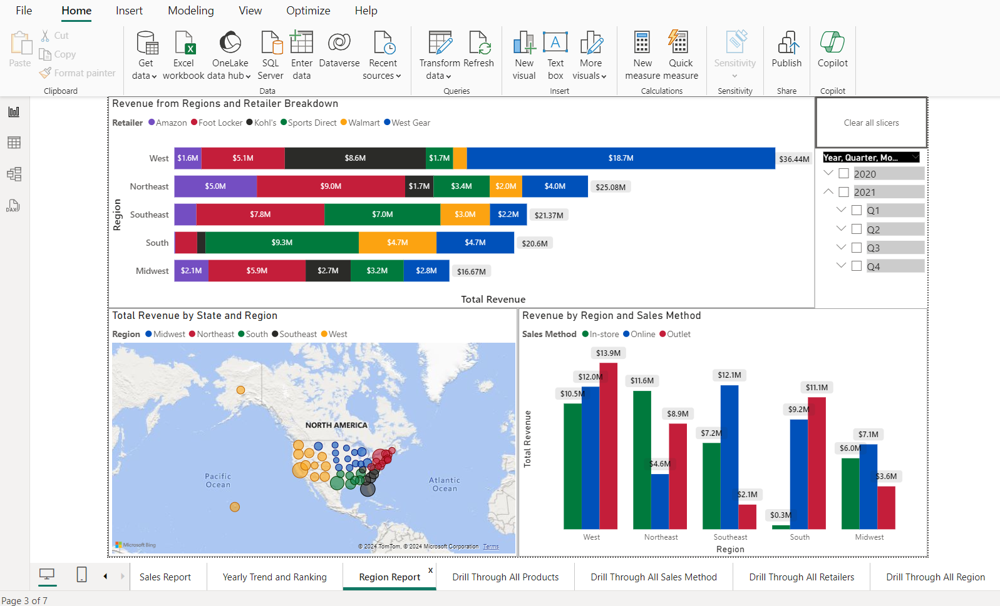 File Home Insert Modeling View Optimize Help
Paste
Cut
Copy
Format painter
Clipboard
Get data
Excel workbook
OneLake data hub
SQL Server
Enter data
Dataverse
Recent sources
Data
Transform data
Refresh
Queries
New visual
Text box
More visuals
Insert
New measure
Quick measure
Calculations
Sensitivity
Sensitivity
Publish
Share
Copilot
Copilot
DAX
Revenue from Regions and Retailer Breakdown
Retailer Amazon Foot Locker Kohl's Sports Direct Walmart West Gear
Region
West $1.6M $5.1M $8.6M $1.7M $18.7M $36.44M
Northeast $5.0M $9.0M $1.7M $3.4M $2.0M $4.0M $25.08M
Southeast $7.8M $7.0M $3.0M $2.2M $21.37M
South $9.3M $4.7M $4.7M $20.6M
Midwest $2.1M $5.9M $2.7M $3.2M $2.8M $16.67M
Total Revenue
Clear all slicers
Year, Quarter, Mo...
2020
2021
Q1
Q2
Q3
Q4
Total Revenue by State and Region
Region Midwest Northeast South Southeast West
NORTH AMERICA
Pacific
Ocean
Atlantic
Ocean
Microsoft Bing
© 2024 TomTom, © 2024 Microsoft Corporation Terms
Revenue by Region and Sales Method
Sales Method In-store Online Outlet
Total Revenue
$10.5M $12.0M $13.9M
$11.6M $4.6M $8.9M
$7.2M $12.1M $2.1M
$0.3M $9.2M $11.1M
$6.0M $7.1M $3.6M
West Northeast Southeast South Midwest
Region
Sales Report
Yearly Trend and Ranking
Region Report x
Drill Through All Products
Drill Through All Sales Method
Drill Through All Retailers
Drill Through All Region
Page 3 of 7